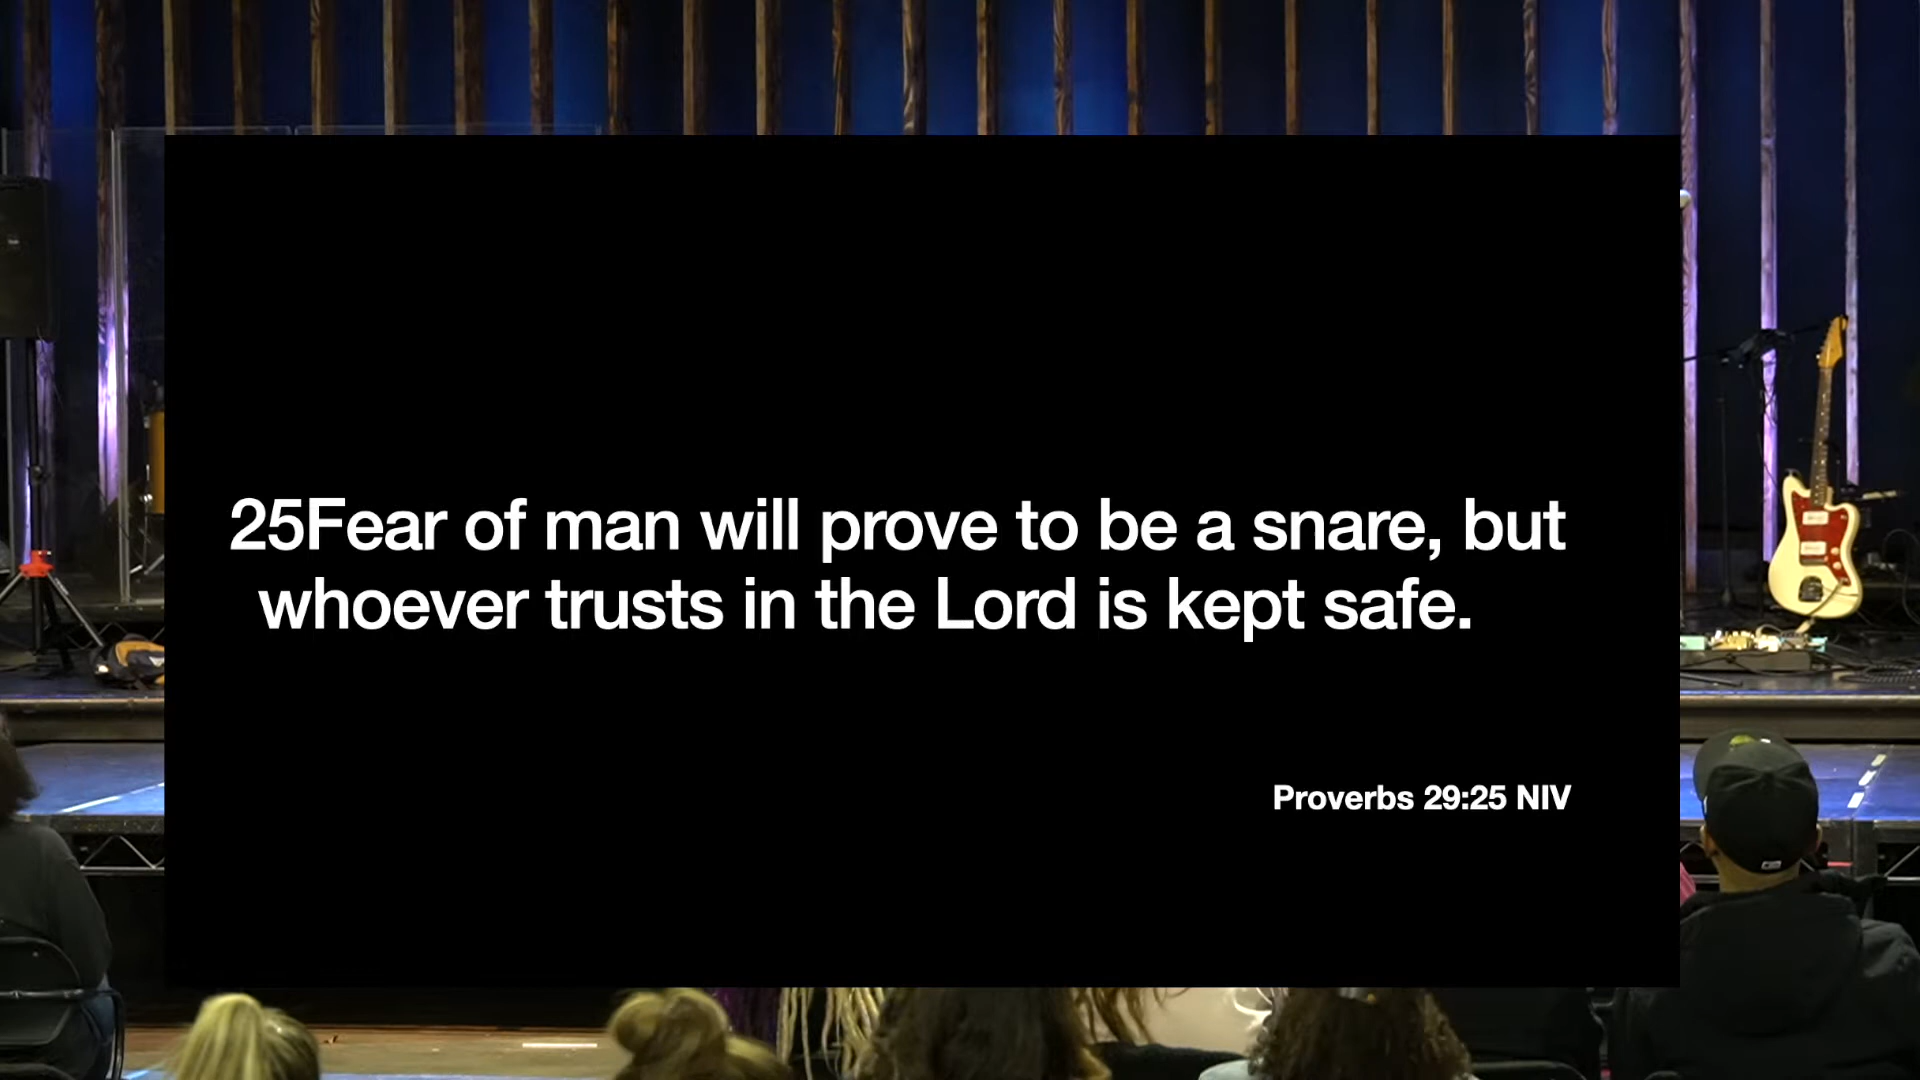 25Fear of man will prove to be a snare, but
whoever trusts in the Lord is kept safe.
Proverbs 29:25 NIV